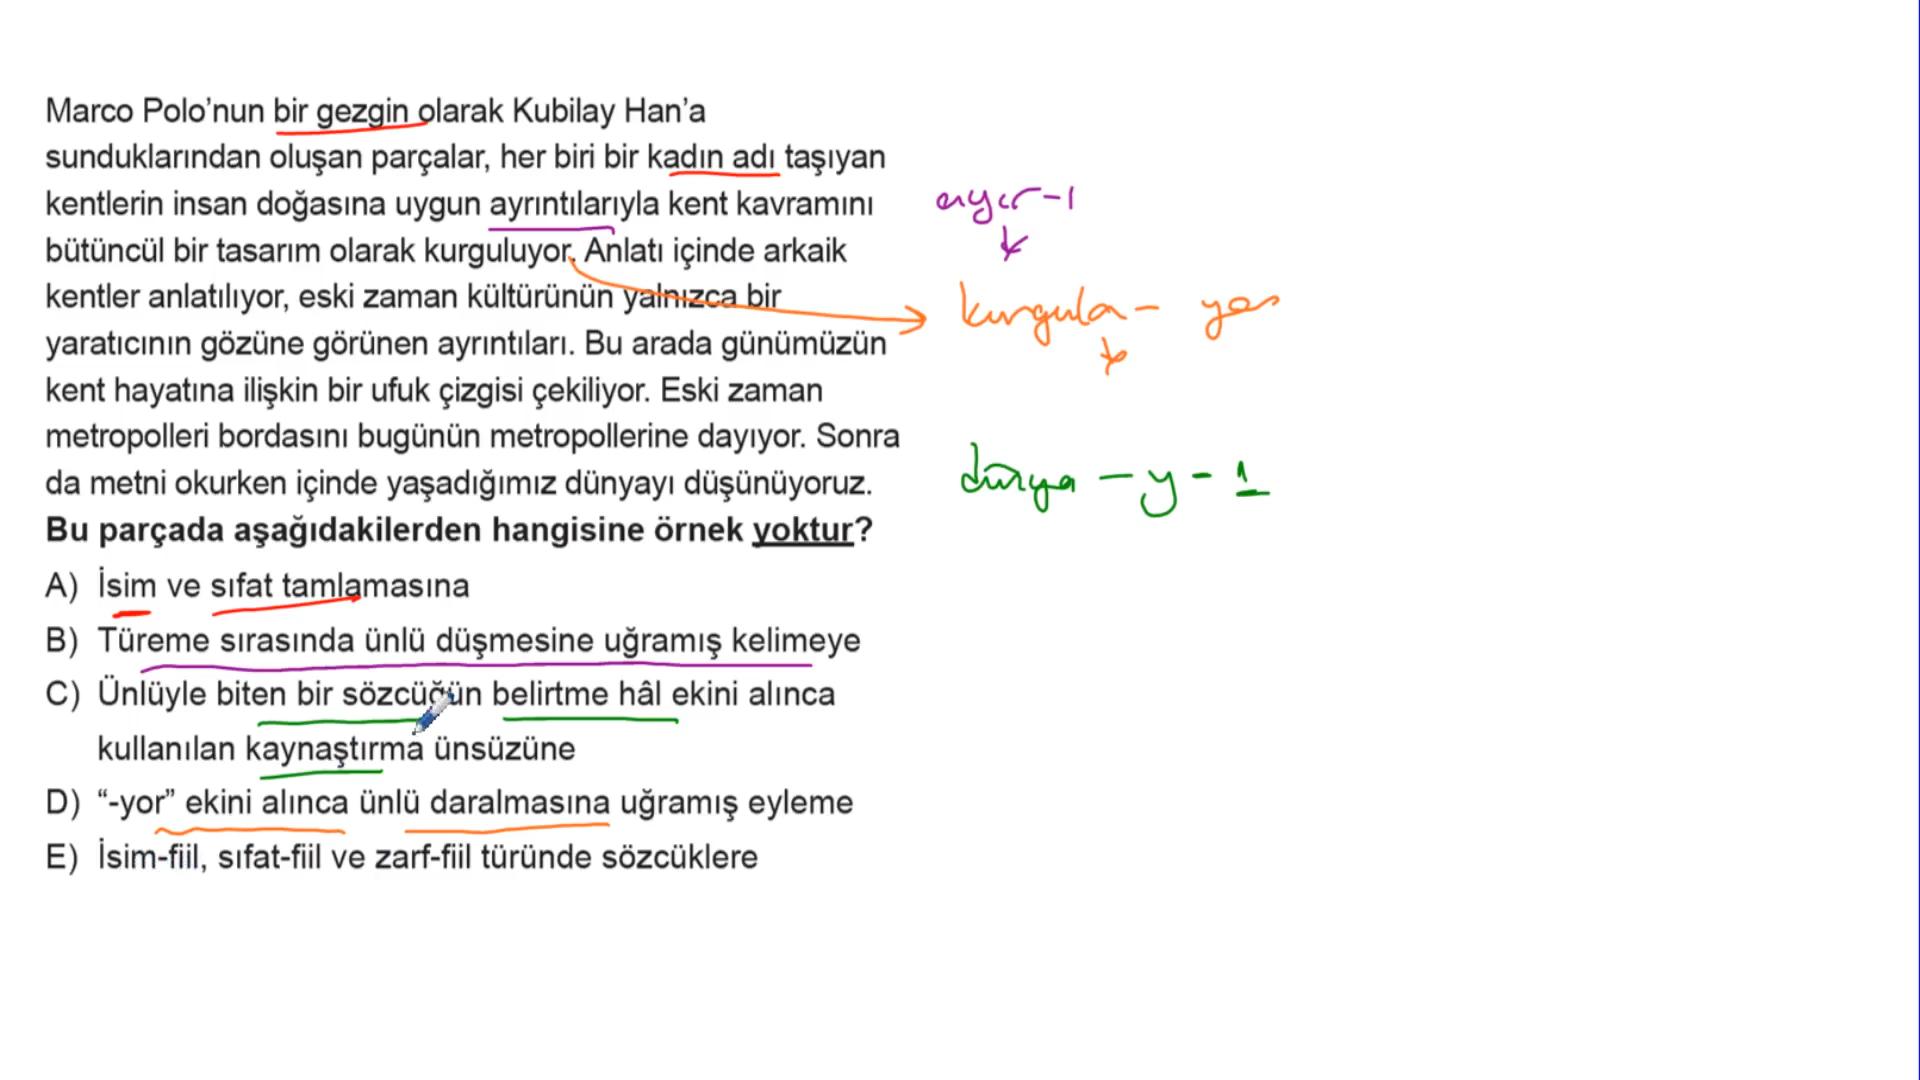 Marco Polo’nun bir gezgin olarak Kubilay Han’a
sunduklarından oluşan parçalar, her biri bir kadın adı taşıyan
kentlerin insan doğasına uygun ayrıntılarıyla kent kavramını
bütüncül bir tasarım olarak kurguluyor. Anlatı içinde arkaik
kentler anlatılıyor, eski zaman kültürünün yalnızca bir
yaratıcının gözüne görünen ayrıntıları. Bu arada günümüzün
kent hayatına ilişkin bir ufuk çizgisi çekiliyor. Eski zaman
metropolleri bordasını bugünün metropollerine dayıyor. Sonra
da metni okurken içinde yaşadığımız dünyayı düşünüyoruz.
Bu parçada aşağıdakilerden hangisine örnek yoktur?
A) İsim ve sıfat tamlamasına
B) Türeme sırasında ünlü düşmesine uğramış kelimeye
C) Ünlüyle biten bir sözcüğün belirtme hâl ekini alınca
kullanılan kaynaştırma ünsüzüne
D) “-yor” ekini alınca ünlü daralmasına uğramış eyleme
E) İsim-fiil, sıfat-fiil ve zarf-fiil türünde sözcüklere
ayır-ı
kurgula- yor
dünya - y - ı